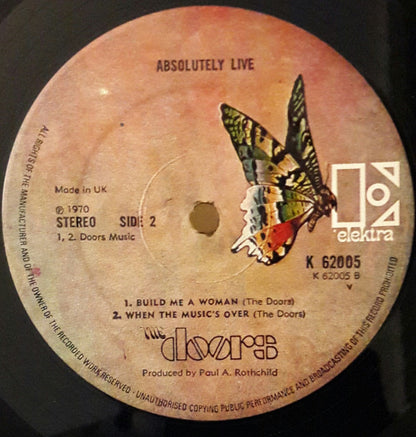 ABSOLUTELY LIVE
Made in UK
℗ 1970
STEREO SIDE 2
1, 2. Doors Music
elektra
K 62005
K 62005 B
V
1. BUILD ME A WOMAN (The Doors)
2. WHEN THE MUSIC'S OVER (The Doors)
THE doors
Produced by Paul A. Rothchild
ALL RIGHTS OF THE MANUFACTURER AND OF THE OWNER OF THE RECORDED WORK RESERVED - UNAUTHORISED COPYING PUBLIC PERFORMANCE AND BROADCASTING OF THIS RECORD PROHIBITED